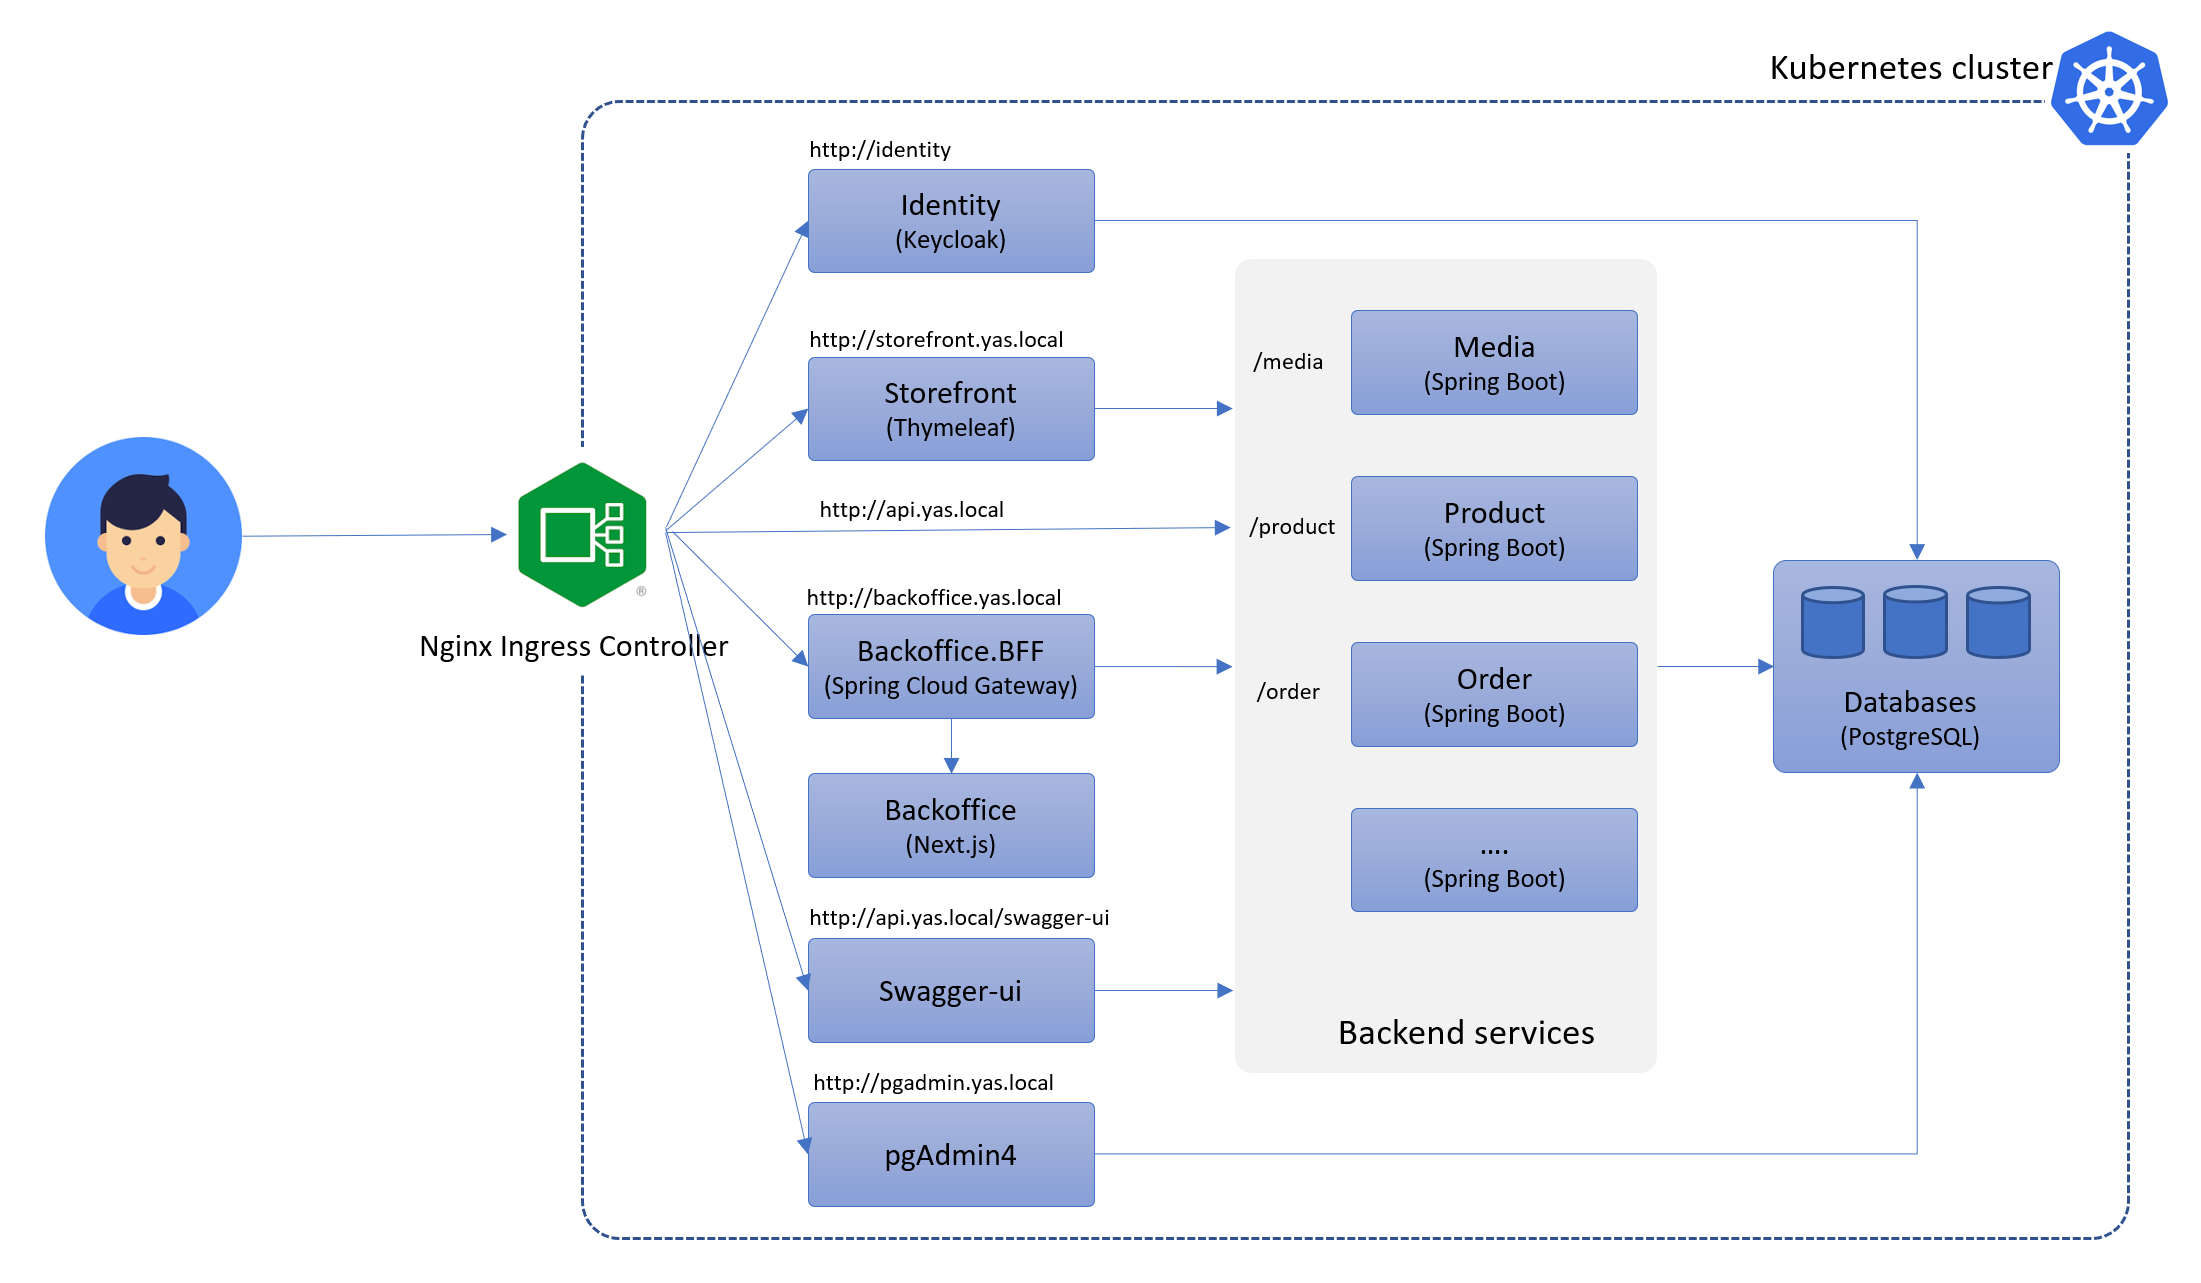 Kubernetes cluster
http://identity
Identity
(Keycloak)
http://storefront.yas.local
Storefront
(Thymeleaf)
http://api.yas.local
http://backoffice.yas.local
Backoffice.BFF
(Spring Cloud Gateway)
Backoffice
(Next.js)
http://api.yas.local/swagger-ui
Swagger-ui
http://pgadmin.yas.local
pgAdmin4
®
Nginx Ingress Controller
/media
Media
(Spring Boot)
/product
Product
(Spring Boot)
/order
Order
(Spring Boot)
....
(Spring Boot)
Backend services
Databases
(PostgreSQL)